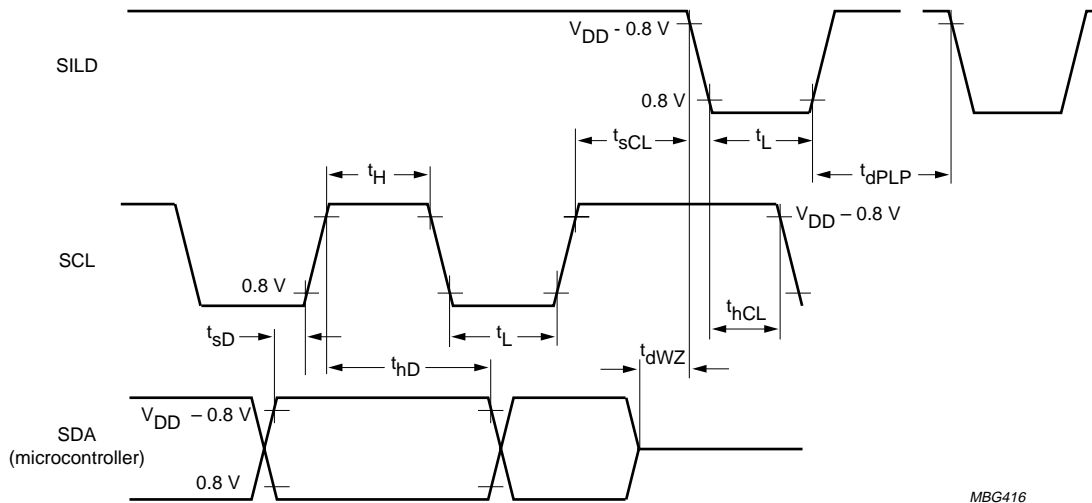 V_DD - 0.8 V
SILD
0.8 V
t_sCL
t_L
t_H
t_dPLP
V_DD – 0.8 V
SCL
0.8 V
t_hCL
t_sD
t_L
t_dWZ
t_hD
V_DD – 0.8 V
SDA
(microcontroller)
0.8 V
MBG416